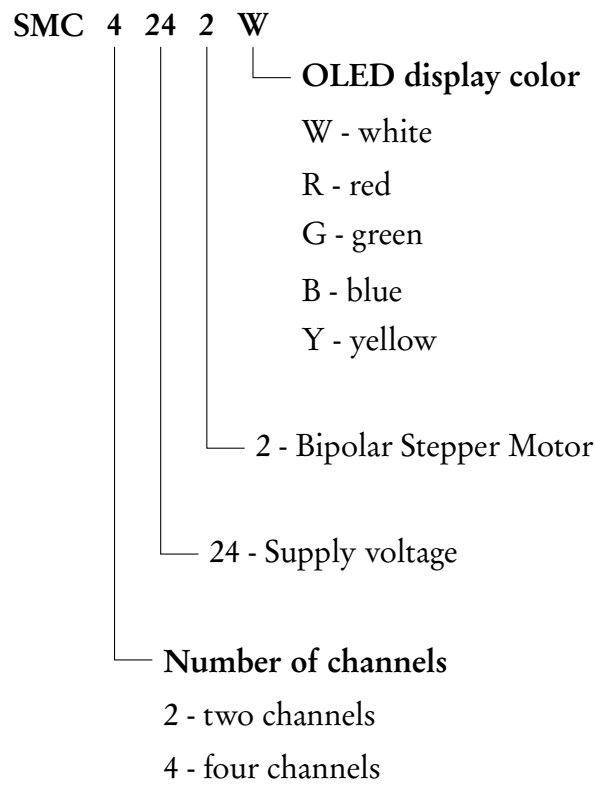 SMC 4 24 2 W
OLED display color
W - white
R - red
G - green
B - blue
Y - yellow
2 - Bipolar Stepper Motor
24 - Supply voltage
Number of channels
2 - two channels
4 - four channels